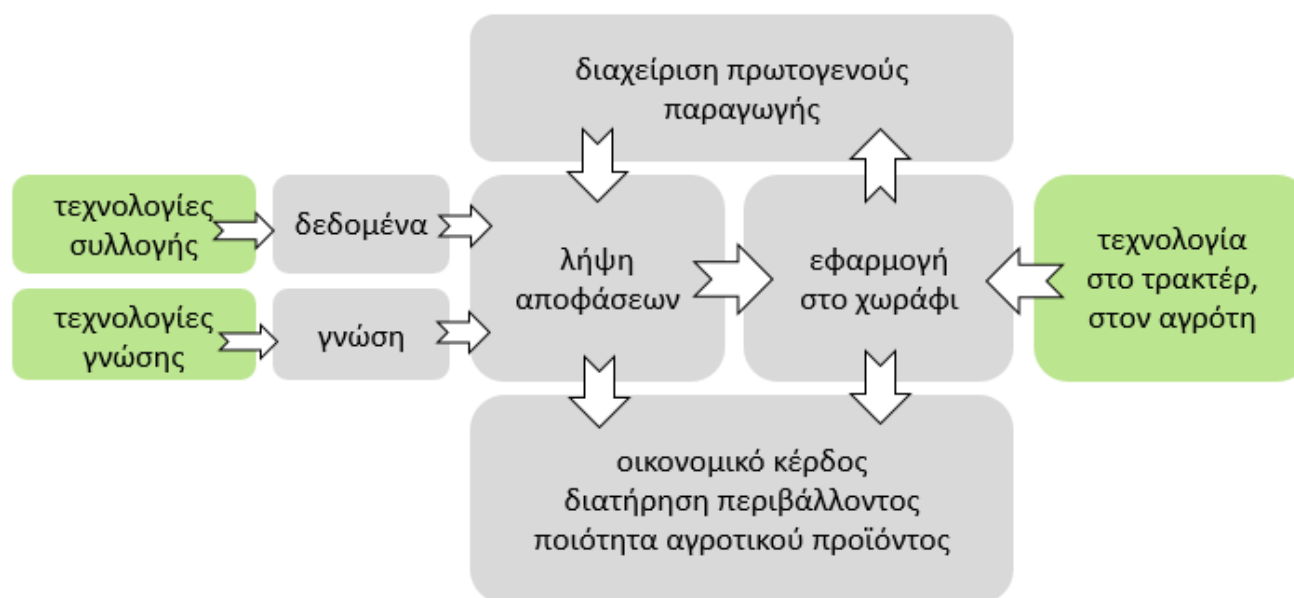 διαχείριση πρωτογενούς
παραγωγής
τεχνολογίες
συλλογής
δεδομένα
τεχνολογίες
γνώσης
γνώση
λήψη
αποφάσεων
εφαρμογή
στο χωράφι
τεχνολογία
στο τρακτέρ,
στον αγρότη
οικονομικό κέρδος
διατήρηση περιβάλλοντος
ποιότητα αγροτικού προϊόντος